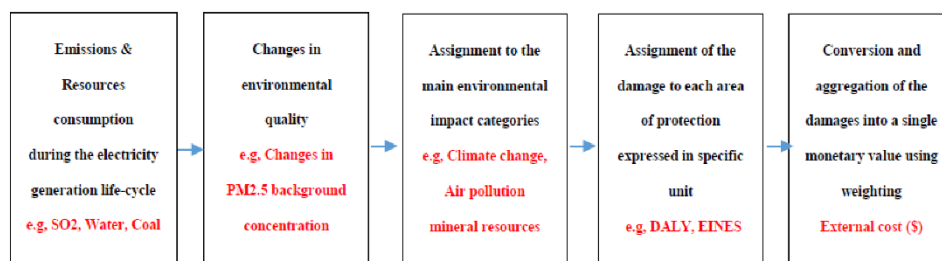 Emissions &
Resources
consumption
during the electricity
generation life-cycle
e.g, SO2, Water, Coal
Changes in
environmental
quality
e.g, Changes in
PM2.5 background
concentration
Assignment to the
main environmental
impact categories
e.g, Climate change,
Air pollution
mineral resources
Assignment of the
damage to each area
of protection
expressed in specific
unit
e.g, DALY, EINES
Conversion and
aggregation of the
damages into a single
monetary value using
weighting
External cost ($)